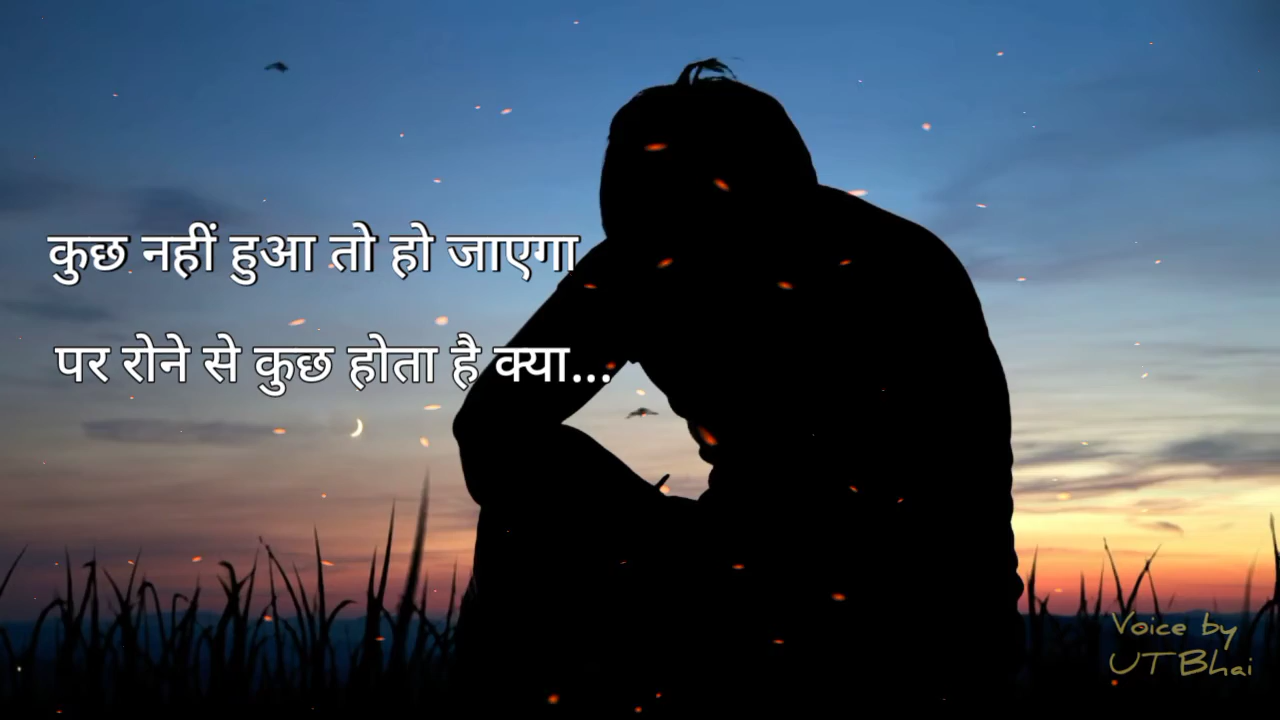 कुछ नहीं हुआ तो हो जाएगा
पर रोने से कुछ होता है क्या...
Voice by
UT Bhai